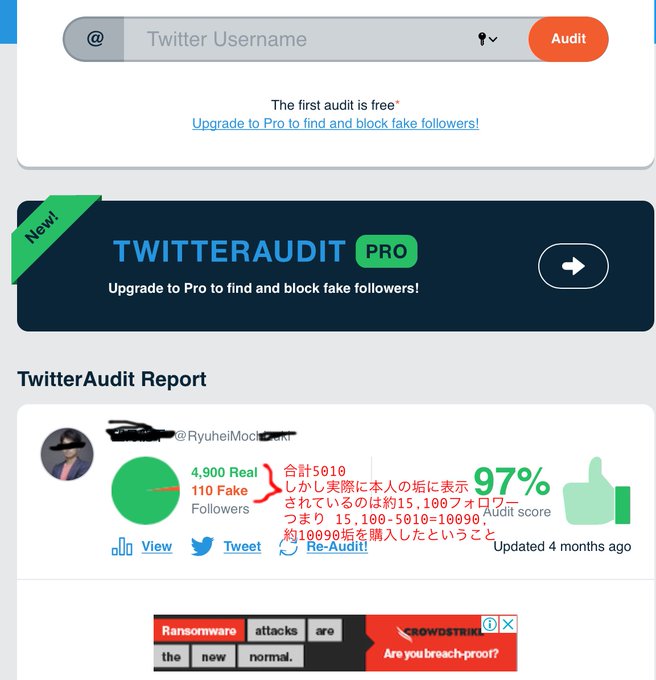 @ Twitter Username Audit
The first audit is free*
Upgrade to Pro to find and block fake followers!
New!
TWITTERAUDIT PRO
Upgrade to Pro to find and block fake followers!
TwitterAudit Report
@RyuheiMoch
4,900 Real
110 Fake
Followers
合計5010
しかし実際に本人の垢に表示
されているのは約15,100フォロワー
つまり 15,100-5010=10090,
約10090垢を購入したということ
97%
Audit score
View Tweet Re-Audit! Updated 4 months ago
Ransomware attacks are
the new normal.
CROWDSTRIKE
Are you breach-proof?